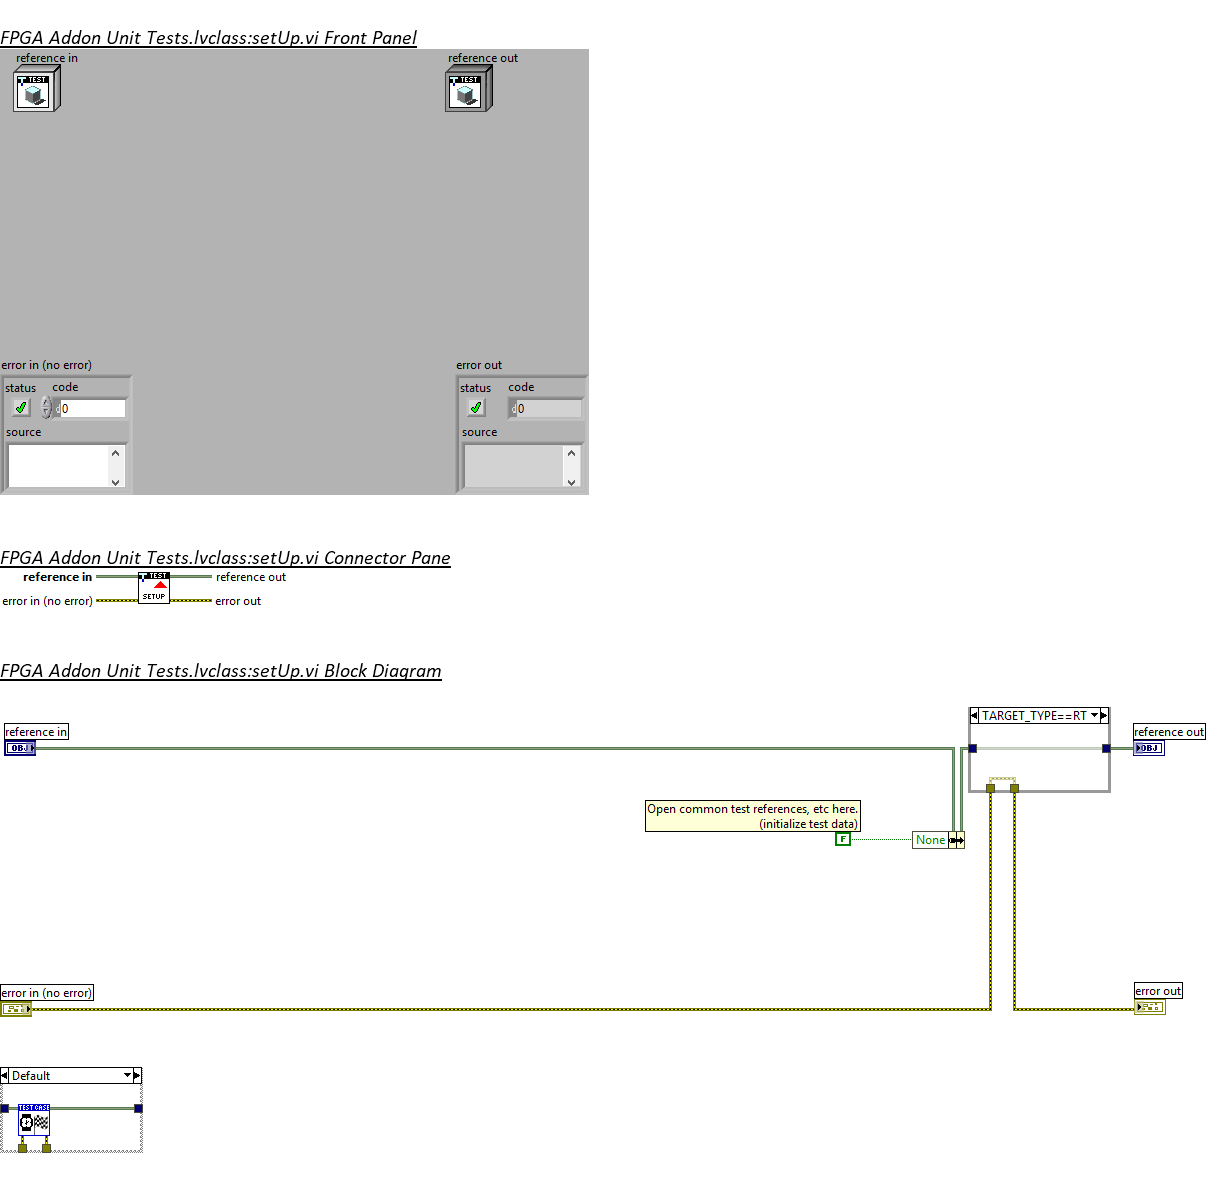 FPGA Addon Unit Tests.lvclass:setUp.vi Front Panel
reference in
reference out
TEST
TEST
error in (no error)
error out
status code
status code
0
0
source
source
FPGA Addon Unit Tests.lvclass:setUp.vi Connector Pane
reference in
TEST
reference out
error in (no error)
SETUP
error out
FPGA Addon Unit Tests.lvclass:setUp.vi Block Diagram
TARGET_TYPE==RT
reference in
reference out
OBJ
OBJ
Open common test references, etc here.
(initialize test data)
F
None
error in (no error)
error out
Default
TEST CASE